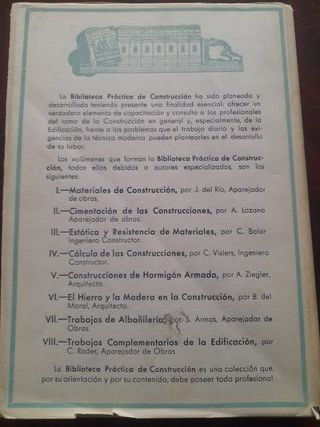 La Biblioteca Práctica de Construcción ha sido planeada y
desarrollada teniendo presente una finalidad esencial: ofrecer un
verdadero elemento de capacitación y consulta a los profesionales
del ramo de la Construcción en general y, especialmente, de la
Edificación, frente a los problemas que el trabajo diario y las exi-
gencias de la técnica moderna pueden plantearles en el desarrollo
de su labor.
Los volúmenes que forman la Biblioteca Práctica de Construc-
ción, todos ellos debidos a autores especializados, son los
siguientes:
I.—Materiales de Construcción, por J. del Río, Aparejador
de obras.
II.—Cimentación de las Construcciones, por A. Lozano
Aparejador de obras.
III.—Estática y Resistencia de Materiales, por C. Bolar
Ingeniero Constructor.
IV.—Cálculo de las Construcciones, por C. Visiers, Ingeniero
Constructor.
V.—Construcciones de Hormigón Armado, por A. Ziegler,
Arquitecto.
VI.—El Hierro y la Madera en la Construcción, por B. del
Moral, Arquitecto.
VII.—Trabajos de Albañilería, por S. Armas, Aparejador de
Obras.
VIII.—Trabajos Complementarios de la Edificación, por
C. Rader, Aparejador de Obras
La Biblioteca Práctica de Construcción es una colección que
por su orientación y por su contenido, debe poseer todo profesional